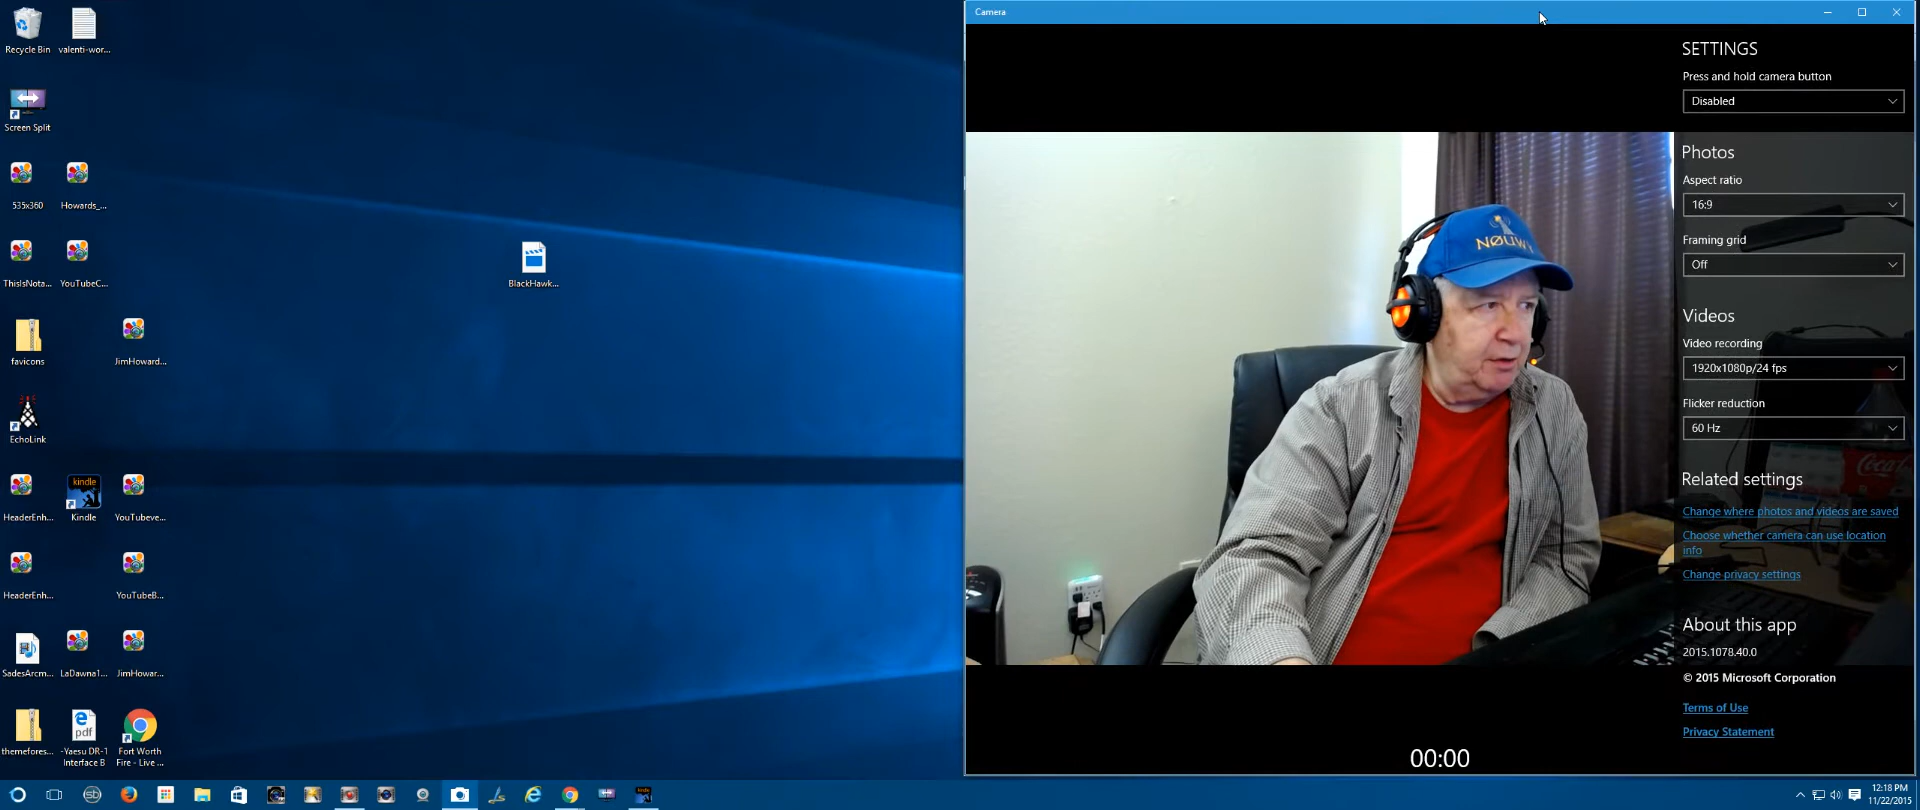 Recycle Bin
valenti-wor...
Screen Split
535x360
Howards_...
ThisIsNota...
YouTubeC...
favicons
JimHoward...
EchoLink
HeaderEnh...
kindle
Kindle
YouTubeve...
HeaderEnh...
YouTubeB...
SadesArcm...
LaDawna1...
JimHowar...
themefores...
pdf
-Yaesu DR-1
Interface B
Fort Worth
Fire - Live ...
BlackHawk...
Camera
SETTINGS
Press and hold camera button
Disabled
Photos
Aspect ratio
16:9
Framing grid
Off
Videos
Video recording
1920x1080p/24 fps
Flicker reduction
60 Hz
Related settings
Change where photos and videos are saved
Choose whether camera can use location
info
Change privacy settings
About this app
2015.1078.40.0
© 2015 Microsoft Corporation
Terms of Use
Privacy Statement
00:00
sb
12:18 PM
11/22/2015